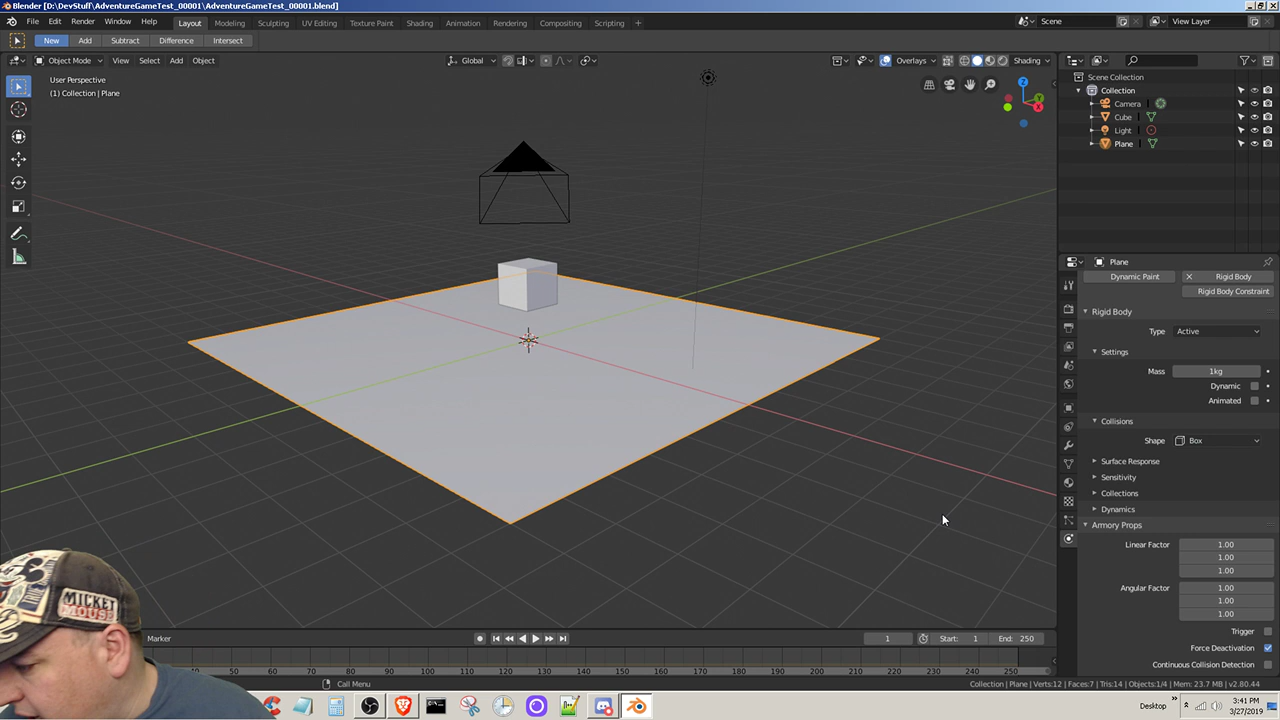 Blender [D:\DevStuff\AdventureGameTest_00001\AdventureGameTest_00001.blend]
File Edit Render Window Help Layout Modeling Sculpting UV Editing Texture Paint Shading Animation Rendering Compositing Scripting + Scene View Layer
New Add Subtract Difference Intersect
Object Mode View Select Add Object Global Overlays Shading
User Perspective
(1) Collection | Plane
Z
Y
X
Scene Collection
Collection
Camera
Cube
Light
Plane
Plane
Dynamic Paint Rigid Body
Rigid Body Constraint
Rigid Body
Type Active
Settings
Mass 1kg
Dynamic
Animated
Collisions
Shape Box
Surface Response
Sensitivity
Collections
Dynamics
Armory Props
Linear Factor 1.00
1.00
1.00
Angular Factor 1.00
1.00
1.00
Trigger
Force Deactivation
Continuous Collision Detection
MICKEY
MOUSE
Marker 1 Start: 1 End: 250
50 60 70 80 90 100 110 120 130 140 150 160 170 180 190 200 210 220 230 240 250
Call Menu Collection | Plane | Verts:12 | Faces:7 | Tris:14 | Objects:1/4 | Mem: 23.7 MB | v2.80.44
Desktop 3:41 PM
3/27/2019